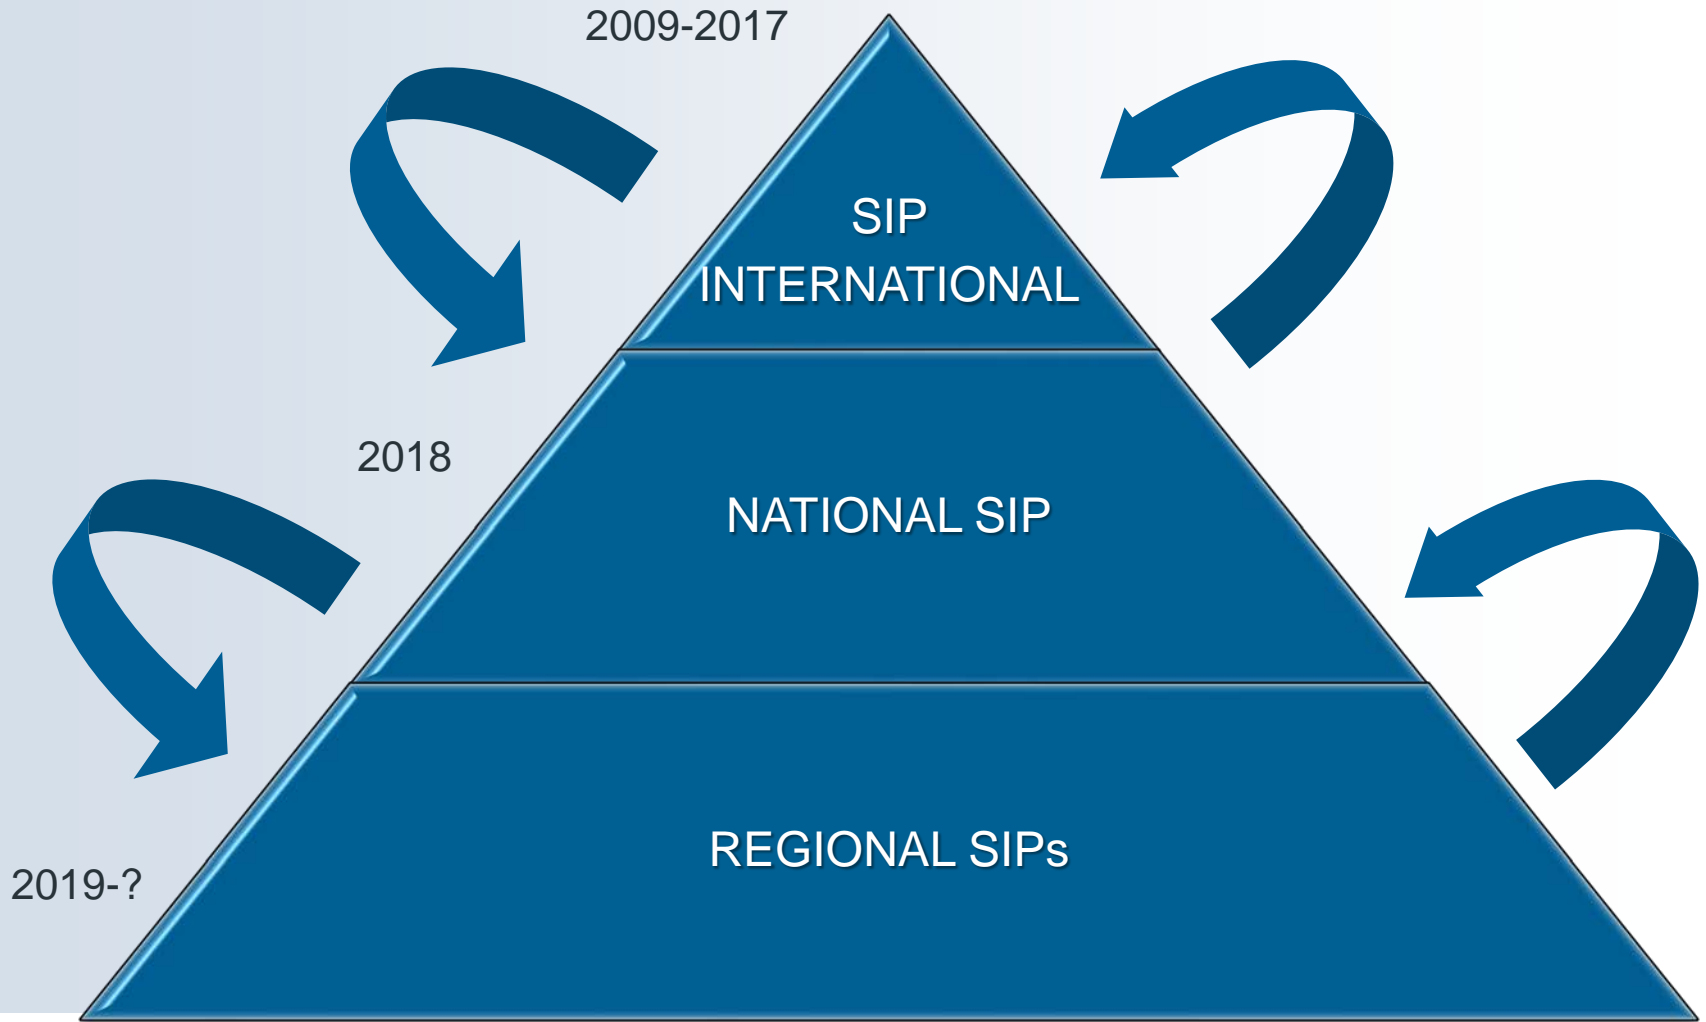 2009-2017
SIP
INTERNATIONAL
2018
NATIONAL SIP
REGIONAL SIPs
2019-?